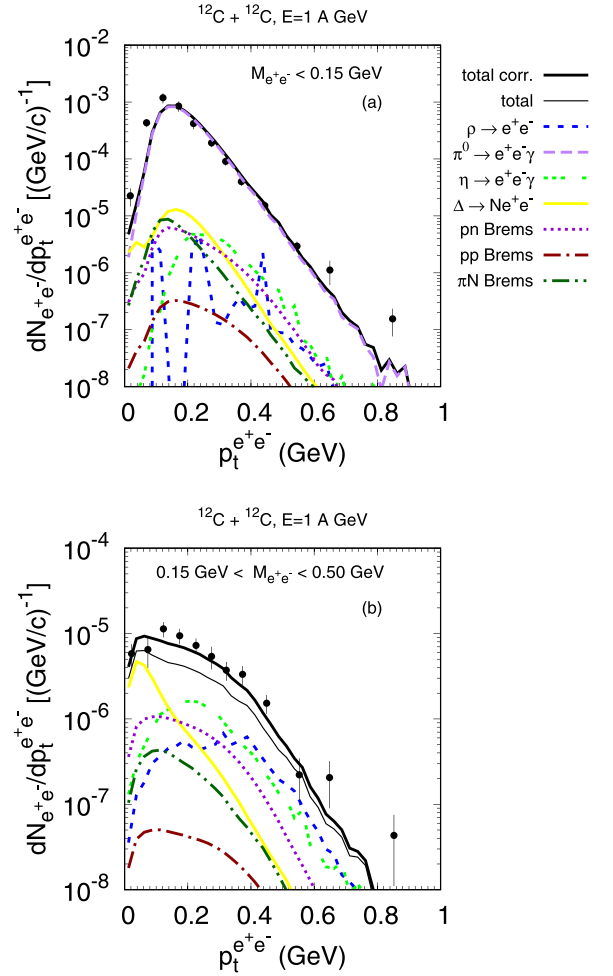 ¹²C + ¹²C, E=1 A GeV
M_e⁺e⁻ < 0.15 GeV
(a)
10⁻²
10⁻³
10⁻⁴
10⁻⁵
10⁻⁶
10⁻⁷
10⁻⁸
dN_e⁺e⁻/dp_t^e⁺e⁻ [(GeV/c)⁻¹]
0 0.2 0.4 0.6 0.8 1
p_t^e⁺e⁻ (GeV)
total corr.
total
ρ → e⁺e⁻
π⁰ → e⁺e⁻γ
η → e⁺e⁻γ
Δ → Ne⁺e⁻
pn Brems
pp Brems
πN Brems
¹²C + ¹²C, E=1 A GeV
0.15 GeV < M_e⁺e⁻ < 0.50 GeV
(b)
10⁻⁴
10⁻⁵
10⁻⁶
10⁻⁷
10⁻⁸
dN_e⁺e⁻/dp_t^e⁺e⁻ [(GeV/c)⁻¹]
0 0.2 0.4 0.6 0.8 1
p_t^e⁺e⁻ (GeV)